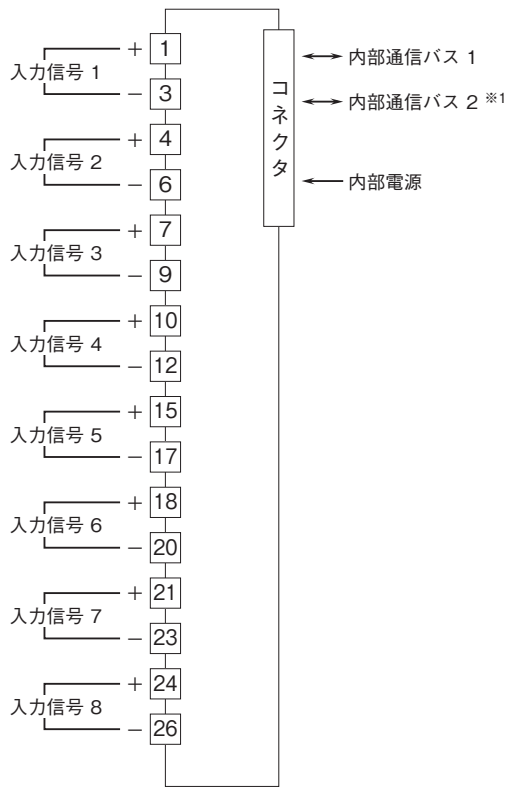 入力信号 1
+ 1
− 3
入力信号 2
+ 4
− 6
入力信号 3
+ 7
− 9
入力信号 4
+ 10
− 12
入力信号 5
+ 15
− 17
入力信号 6
+ 18
− 20
入力信号 7
+ 21
− 23
入力信号 8
+ 24
− 26
コネクタ
内部通信バス 1
内部通信バス 2 ※1
内部電源